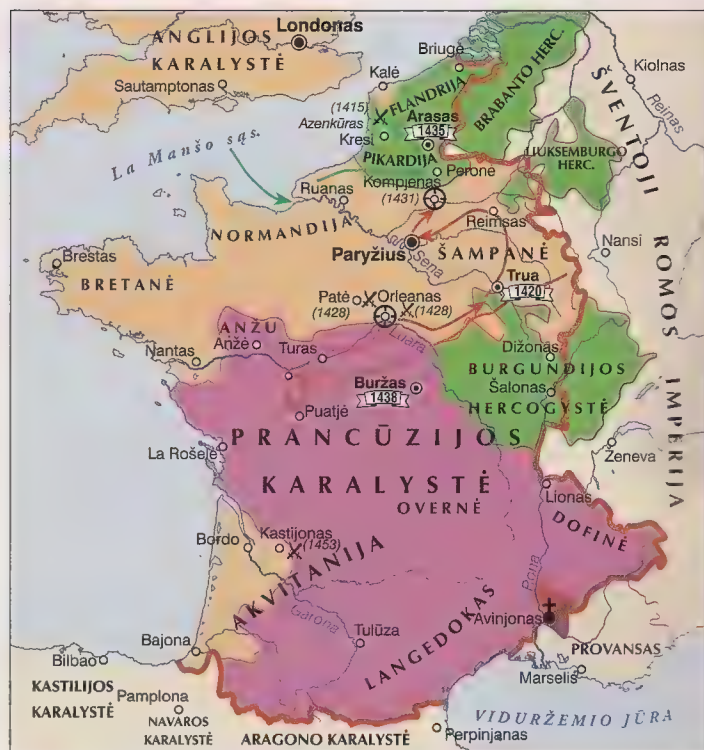 ANGLIJOS
KARALYSTĖ
Londonas
Sautamptonas
La Manšo sąs.
Briugė
Kalė
FLANDRIJA
BRABANTO HERC.
Kiolnas
Reinas
ŠVENTOJI ROMOS IMPERIJA
(1415)
Azenkūras
Arasas
1435
Kresi
PIKARDIJA
Peronė
LIUKSEMBURGO
HERC.
Kompjenas
(1431)
Ruanas
NORMANDIJA
Reimsas
Brestas
BRETANĖ
Paryžius
Sena
ŠAMPANĖ
Nansi
Trua
1420
Patė
(1428)
Orleanas
(1428)
ANŽU
Anžė
Luara
Nantas
Turas
Dižonas
BURGUNDIJOS
HERCOGYSTĖ
Šalonas
Buržas
1438
Puatjė
PRANCŪZIJOS
KARALYSTĖ
La Rošelė
OVERNĖ
Ženeva
Lionas
DOFINĖ
Bordo
Kastijonas
(1453)
AKVITANIJA
Garona
Rona
Avinjonas
LANGEDOKAS
Tulūza
PROVANSAS
Marselis
Bajona
Bilbao
KASTILIJOS
KARALYSTĖ
Pamplona
NAVAROS
KARALYSTĖ
ARAGONO KARALYSTĖ
Perpinjanas
VIDURŽEMIO JŪRA